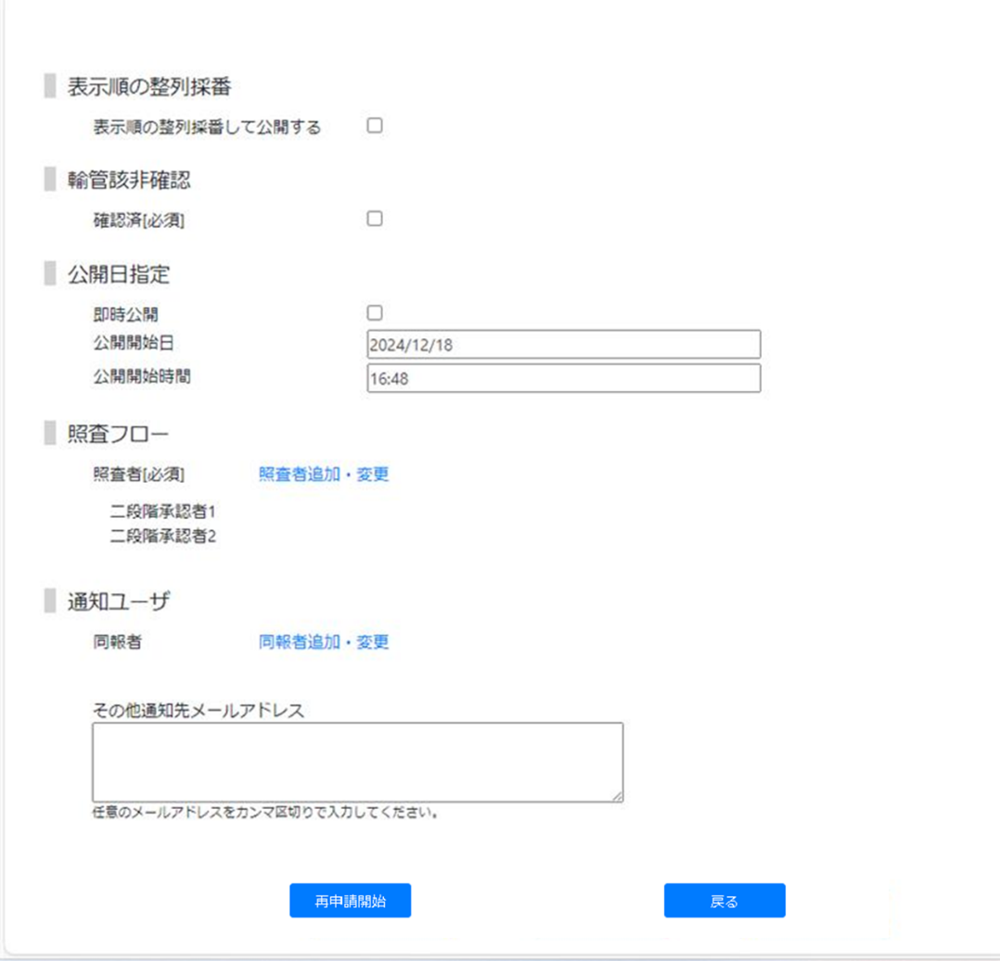 表示順の整列採番
表示順の整列採番して公開する
輸管該非確認
確認済[必須]
公開日指定
即時公開
公開開始日
2024/12/18
公開開始時間
16:48
照査フロー
照査者[必須] 照査者追加・変更
二段階承認者1
二段階承認者2
通知ユーザ
同報者 同報者追加・変更
その他通知先メールアドレス
任意のメールアドレスをカンマ区切りで入力してください。
再申請開始 戻る